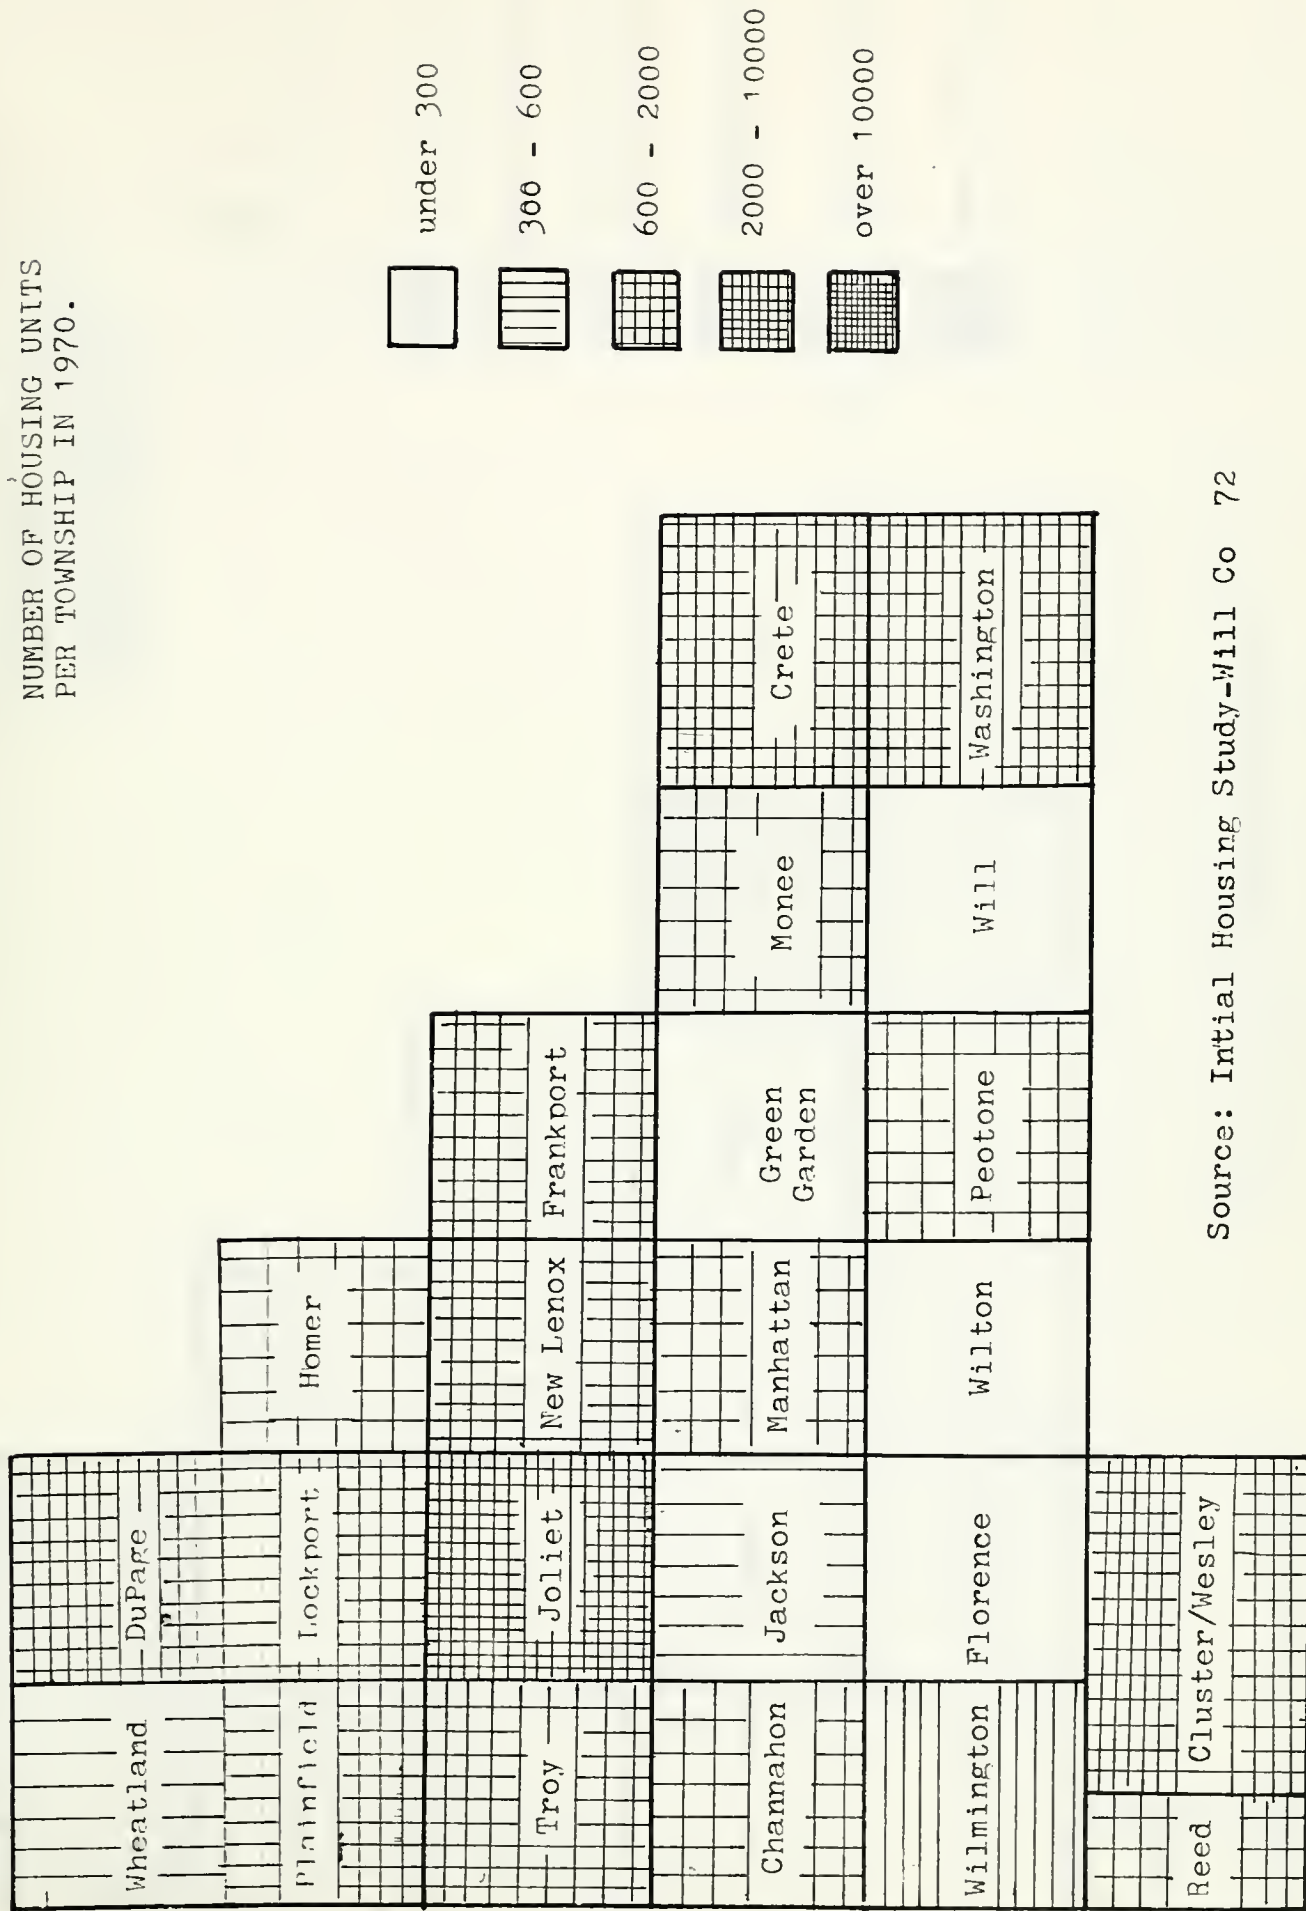 NUMBER OF HOUSING UNITS
PER TOWNSHIP IN 1970.
under 300
300 - 600
600 - 2000
2000 - 10000
over 10000
Wheatland
DuPage
Plainfield
Lockport
Homer
Troy
Joliet
New Lenox
Frankport
Channahon
Jackson
Manhattan
Green
Garden
Monee
Crete
Wilmington
Florence
Wilton
Peotone
Will
Washington
Reed
Cluster/Wesley
Source: Intial Housing Study-Will Co 72